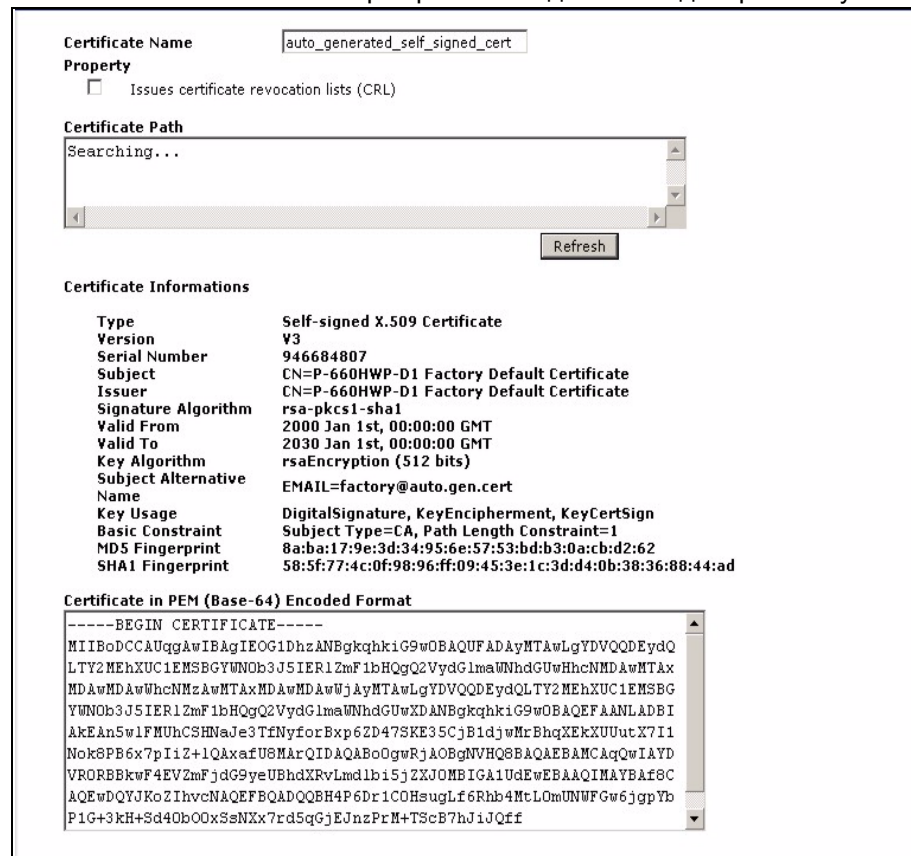 Certificate Name auto_generated_self_signed_cert
Property
Issues certificate revocation lists (CRL)
Certificate Path
Searching...
Refresh
Certificate Informations
Type Self-signed X.509 Certificate
Version V3
Serial Number 946684807
Subject CN=P-660HWP-D1 Factory Default Certificate
Issuer CN=P-660HWP-D1 Factory Default Certificate
Signature Algorithm rsa-pkcs1-sha1
Valid From 2000 Jan 1st, 00:00:00 GMT
Valid To 2030 Jan 1st, 00:00:00 GMT
Key Algorithm rsaEncryption (512 bits)
Subject Alternative
Name EMAIL=factory@auto.gen.cert
Key Usage DigitalSignature, KeyEncipherment, KeyCertSign
Basic Constraint Subject Type=CA, Path Length Constraint=1
MD5 Fingerprint 8a:ba:17:9e:3d:34:95:6e:57:53:bd:b3:0a:cb:d2:62
SHA1 Fingerprint 58:5f:77:4c:0f:98:96:ff:09:45:3e:1c:3d:d4:0b:38:36:88:44:ad
Certificate in PEM (Base-64) Encoded Format
-----BEGIN CERTIFICATE-----
MIIBoDCCAUqgAwIBAgIEOG1DhzANBgkqhkiG9w0BAQUFADAyMTAwLgYDVQQDEydQ
LTY2MEhXUC1EMSBGYWN0b3J5IERlZmF1bHQgQ2VydGlmaWNhdGUwHhcNMDAwMTAx
MDAwMDAwWhcNMzAwMTAxMDAwMDAwWjAyMTAwLgYDVQQDEydQLTY2MEhXUC1EMSBG
YWN0b3J5IERlZmF1bHQgQ2VydGlmaWNhdGUwXDANBgkqhkiG9w0BAQEFAANLADBI
AkEAn5wlFMUhCSHNaJe3TfNyforBxp6ZD47XEKE35CjB1djwMrBhqXEkXUUutX7I1
Nok8PB6x7pIiZ+lQAxafU8MArQIDAQABo0gwRjAOBgNVHQ8BAQAEBAMCAqQwIAYD
VR0RBBkwF4EVZmFjdG9yeUBhdXRvLmdlbi5jZXJ0MBIGA1UdEwEBAAQIMAYBAf8C
AQEwDQYJKoZIhvcNAQEFBQADQQBH4P6Dr1COHsugLf6Rhb4MtLOmUNWFGw6jgpYb
P1G+3kH+Sd40bOOxSsNXx7rd5qGjEJnzPrM+TScB7hJiJQff